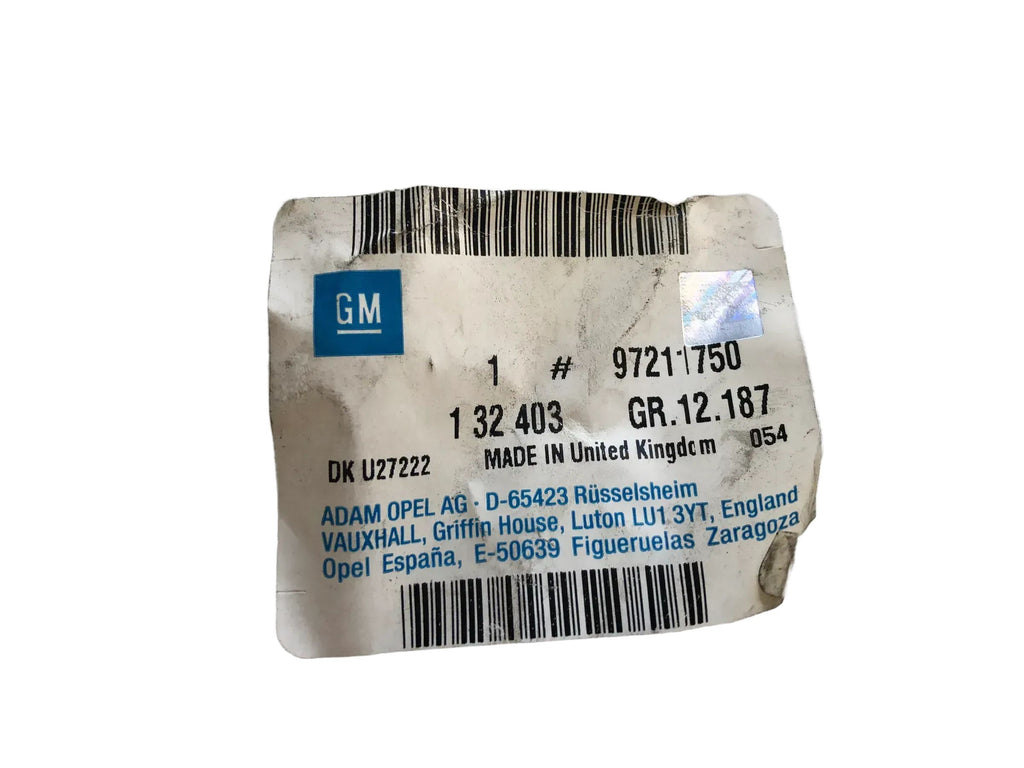 GM
1 # 97211750
1 32 403 GR.12.187
DK U27222 MADE IN United Kingdom 054
ADAM OPEL AG · D-65423 Rüsselsheim
VAUXHALL, Griffin House, Luton LU1 3YT, England
Opel España, E-50639 Figueruelas Zaragoza